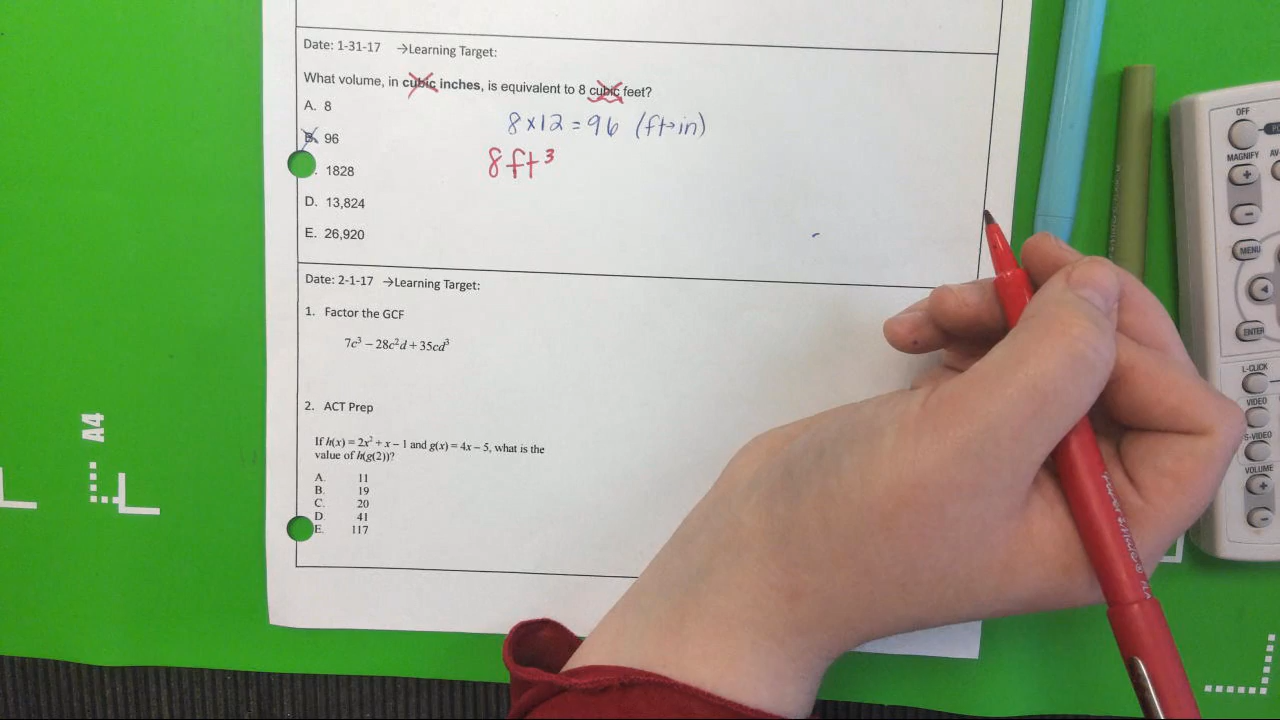 Date: 1-31-17 →Learning Target:
What volume, in cubic inches, is equivalent to 8 cubic feet?
A. 8
8 x 12 = 96 (ft→in)
B. 96
8ft³
. 1828
D. 13,824
E. 26,920
Date: 2-1-17 →Learning Target:
1. Factor the GCF
7c³ – 28c²d + 35cd³
2. ACT Prep
If h(x) = 2x² + x – 1 and g(x) = 4x – 5, what is the
value of h(g(2))?
A. 11
B. 19
C. 20
D. 41
E. 117
A4
OFF
MAGNIFY
AV-
+
–
MENU
ENTER
L-CLICK
VIDEO
S-VIDEO
VOLUME
+
–